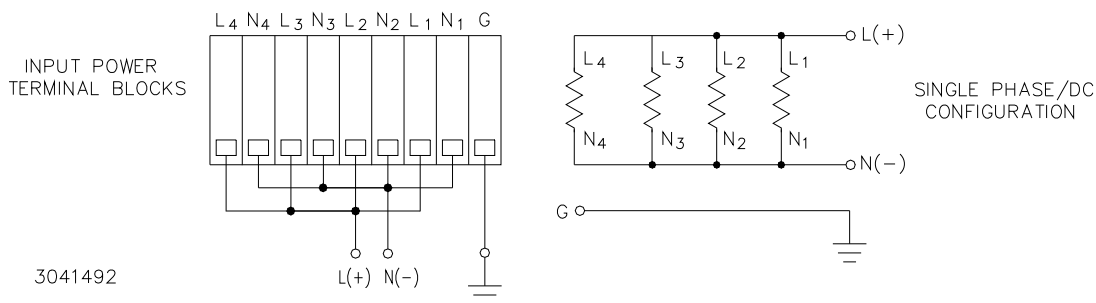 L4 N4 L3 N3 L2 N2 L1 N1 G
INPUT POWER
TERMINAL BLOCKS
L(+) N(-)
3041492
L(+)
L4 L3 L2 L1
N4 N3 N2 N1
N(-)
SINGLE PHASE/DC
CONFIGURATION
G